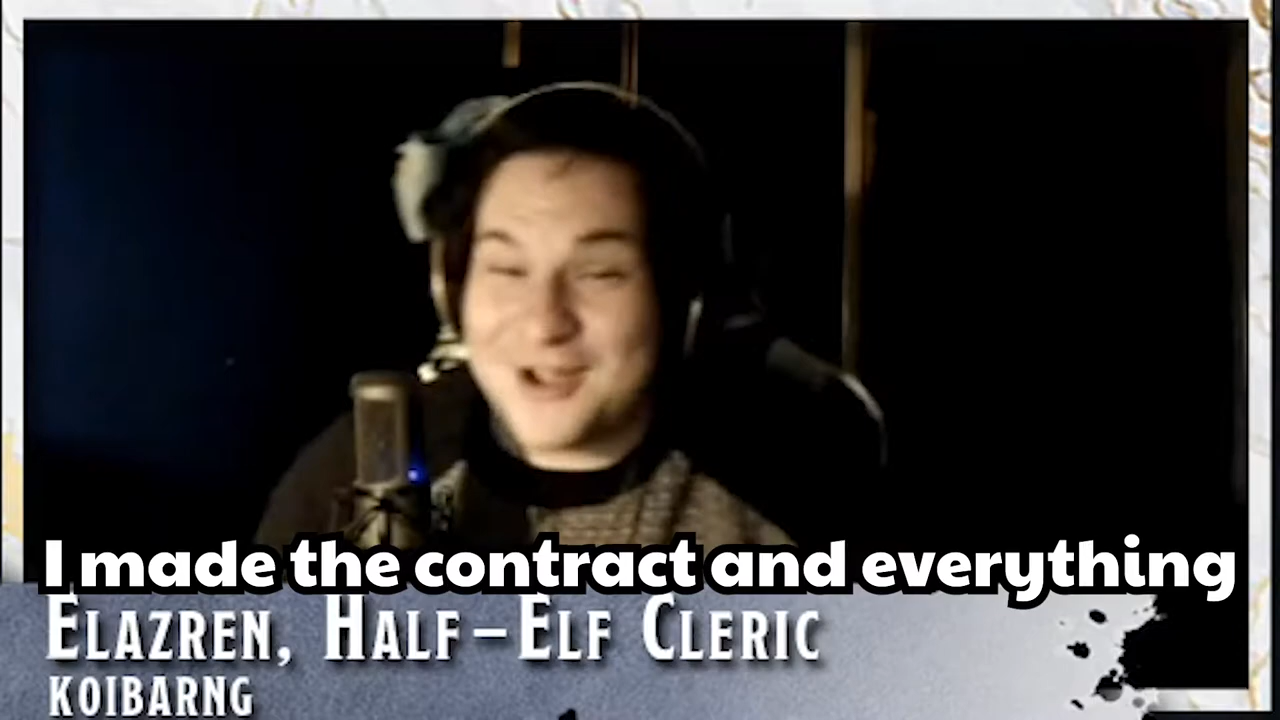 I made the contract and everything
Elazren, Half-Elf Cleric
KOIBARNG